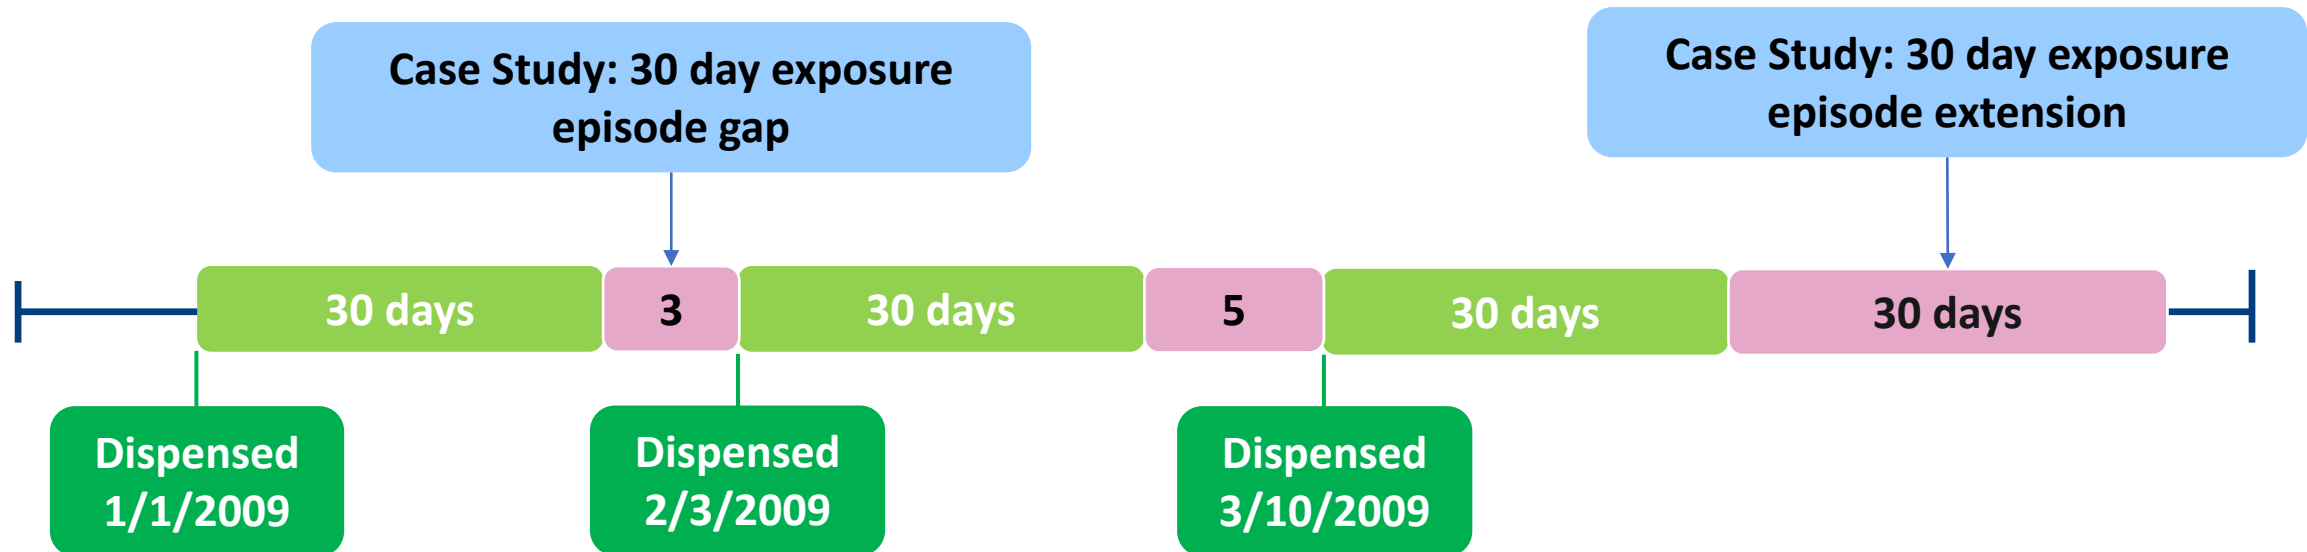 Case Study: 30 day exposure
episode gap
Case Study: 30 day exposure
episode extension
30 days
3
30 days
5
30 days
30 days
Dispensed
1/1/2009
Dispensed
2/3/2009
Dispensed
3/10/2009